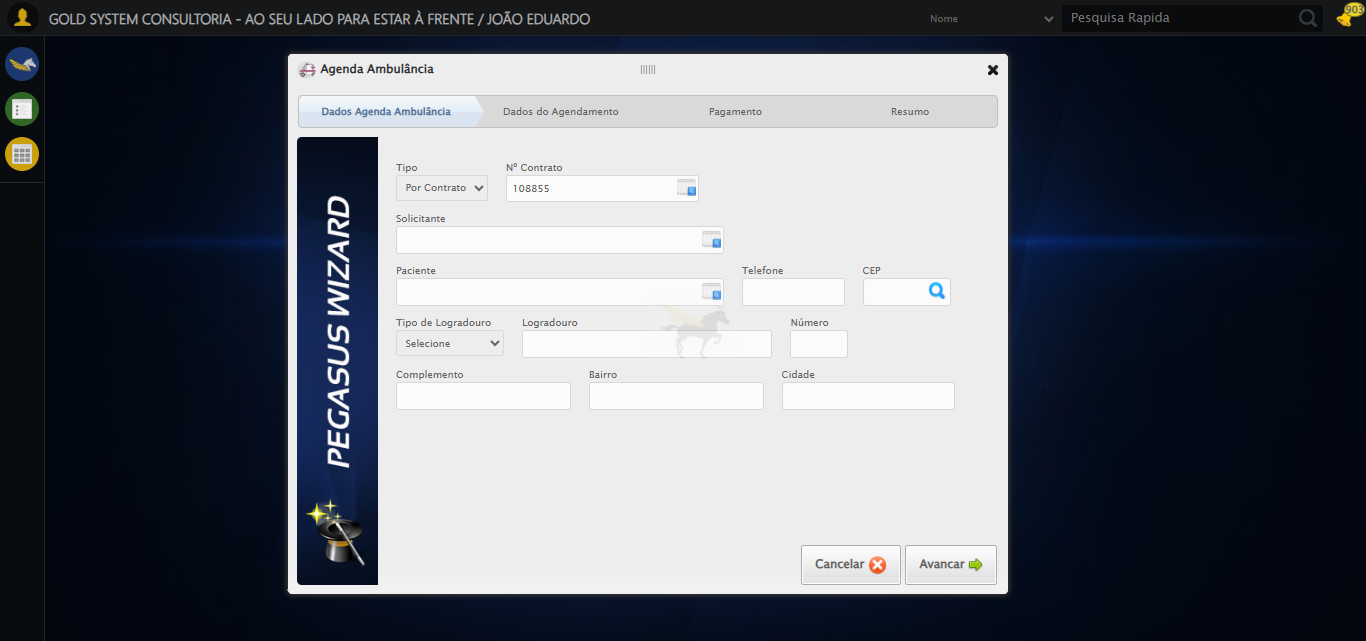 GOLD SYSTEM CONSULTORIA - AO SEU LADO PARA ESTAR À FRENTE / JOÃO EDUARDO
Nome
Pesquisa Rapida
903
Agenda Ambulância
Dados Agenda Ambulância
Dados do Agendamento
Pagamento
Resumo
PEGASUS WIZARD
Tipo
Nº Contrato
Por Contrato
108855
Solicitante
Paciente
Telefone
CEP
Tipo de Logradouro
Logradouro
Número
Selecione
Complemento
Bairro
Cidade
Cancelar
Avancar